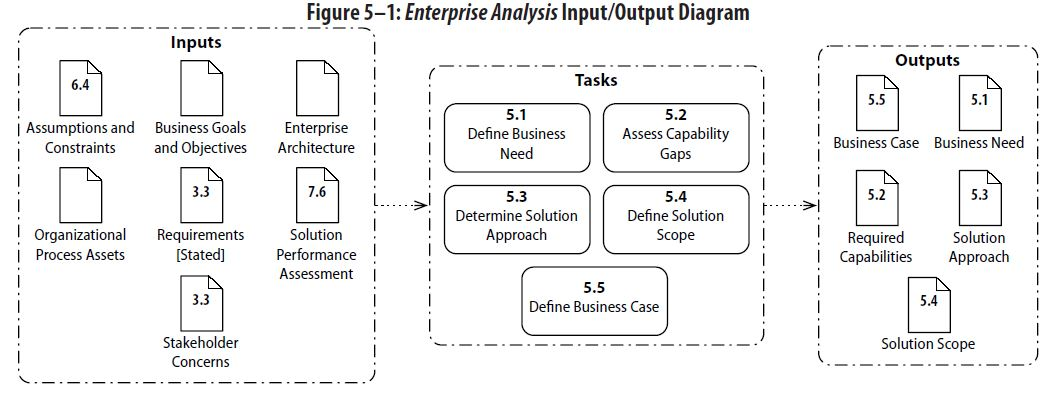 Figure 5–1: Enterprise Analysis Input/Output Diagram
Inputs
6.4
Assumptions and
Constraints
Business Goals
and Objectives
Enterprise
Architecture
Organizational
Process Assets
3.3
Requirements
[Stated]
7.6
Solution
Performance
Assessment
3.3
Stakeholder
Concerns
Tasks
5.1
Define Business
Need
5.2
Assess Capability
Gaps
5.3
Determine Solution
Approach
5.4
Define Solution
Scope
5.5
Define Business Case
Outputs
5.5
Business Case
5.1
Business Need
5.2
Required
Capabilities
5.3
Solution
Approach
5.4
Solution Scope